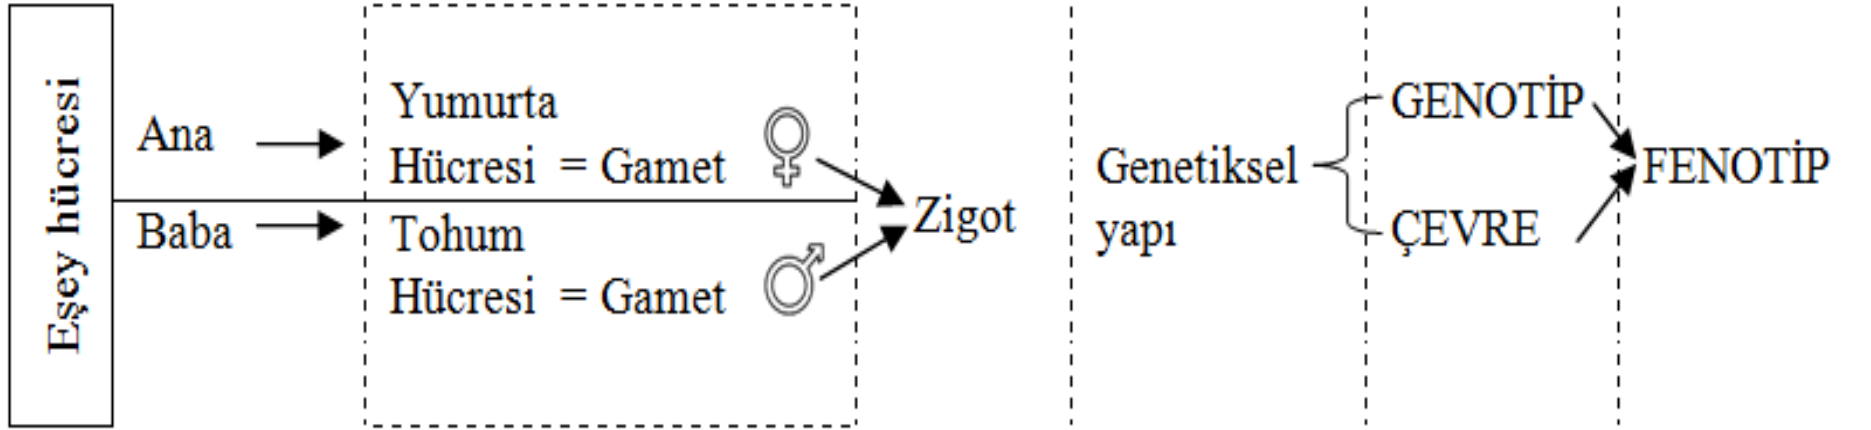 Eşey hücresi
Ana
Yumurta
Hücresi = Gamet
Baba
Tohum
Hücresi = Gamet
Zigot
Genetiksel
yapı
GENOTİP
ÇEVRE
FENOTİP